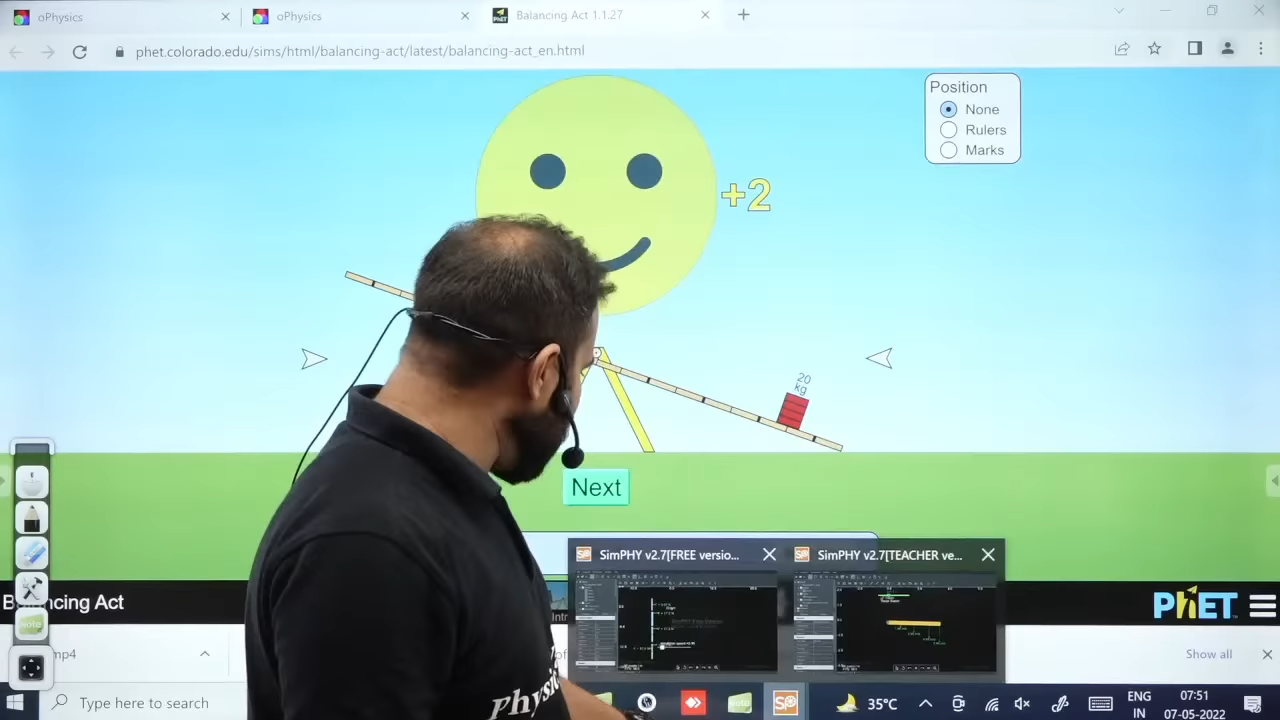 oPhysics
oPhysics
Balancing Act 1.1.27
phet.colorado.edu/sims/html/balancing-act/latest/balancing-act_en.html
Position
None
Rulers
Marks
+2
20
kg
Next
SimPHY v2.7[FREE versio...
SimPHY v2.7[TEACHER ve...
PhET
mp4
Show all
Type here to search
35°C
ENG
IN
07:51
07-05-2022